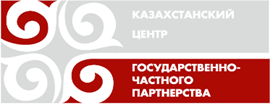 КАЗАХСТАНСКИЙ
ЦЕНТР
ГОСУДАРСТВЕННО-
ЧАСТНОГО
ПАРТНЕРСТВА